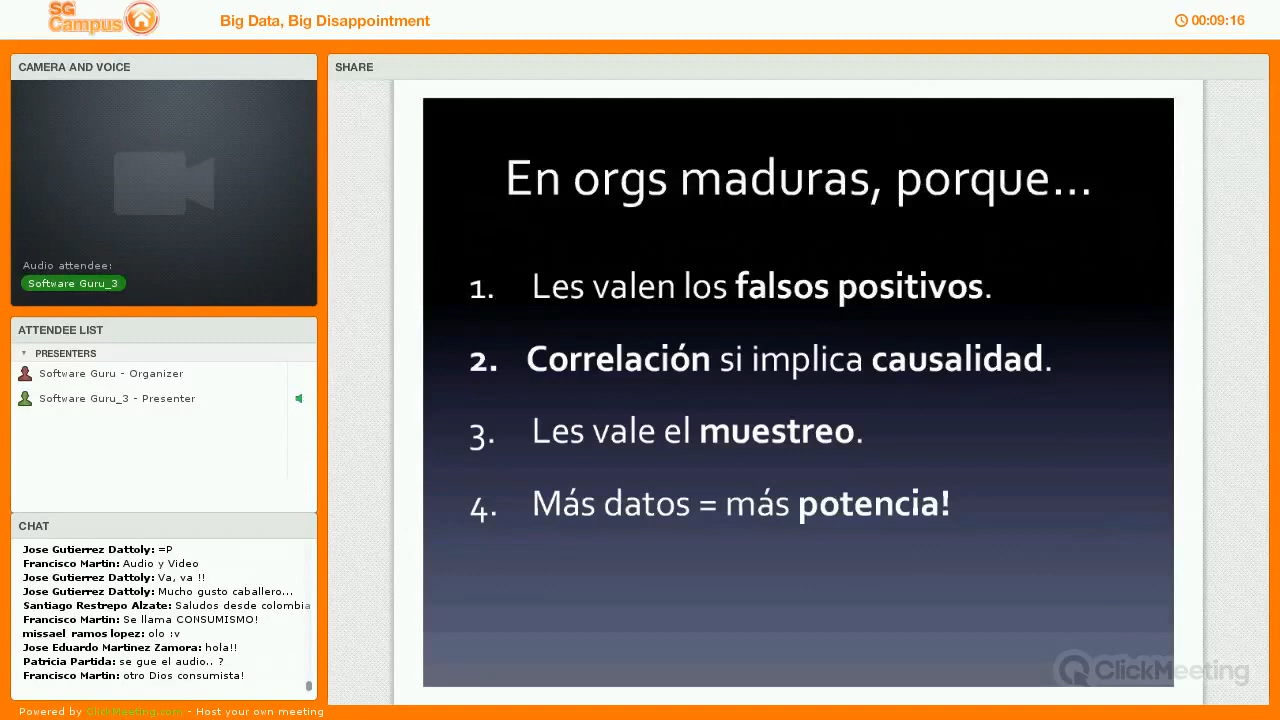 SG
Campus
Big Data, Big Disappointment
00:09:16
CAMERA AND VOICE
Audio attendee:
Software Guru_3
ATTENDEE LIST
PRESENTERS
Software Guru - Organizer
Software Guru_3 - Presenter
CHAT
Jose Gutierrez Dattoly: =P
Francisco Martin: Audio y Video
Jose Gutierrez Dattoly: Va, va !!
Jose Gutierrez Dattoly: Mucho gusto caballero...
Santiago Restrepo Alzate: Saludos desde colombia
Francisco Martin: Se llama CONSUMISMO!
missael ramos lopez: olo :v
Jose Eduardo Martinez Zamora: hola!!
Patricia Partida: se gue el audio.. ?
Francisco Martin: otro Dios consumista!
SHARE
En orgs maduras, porque...
1. Les valen los falsos positivos.
2. Correlación si implica causalidad.
3. Les vale el muestreo.
4. Más datos = más potencia!
ClickMeeting
Powered by ClickMeeting.com - Host your own meeting